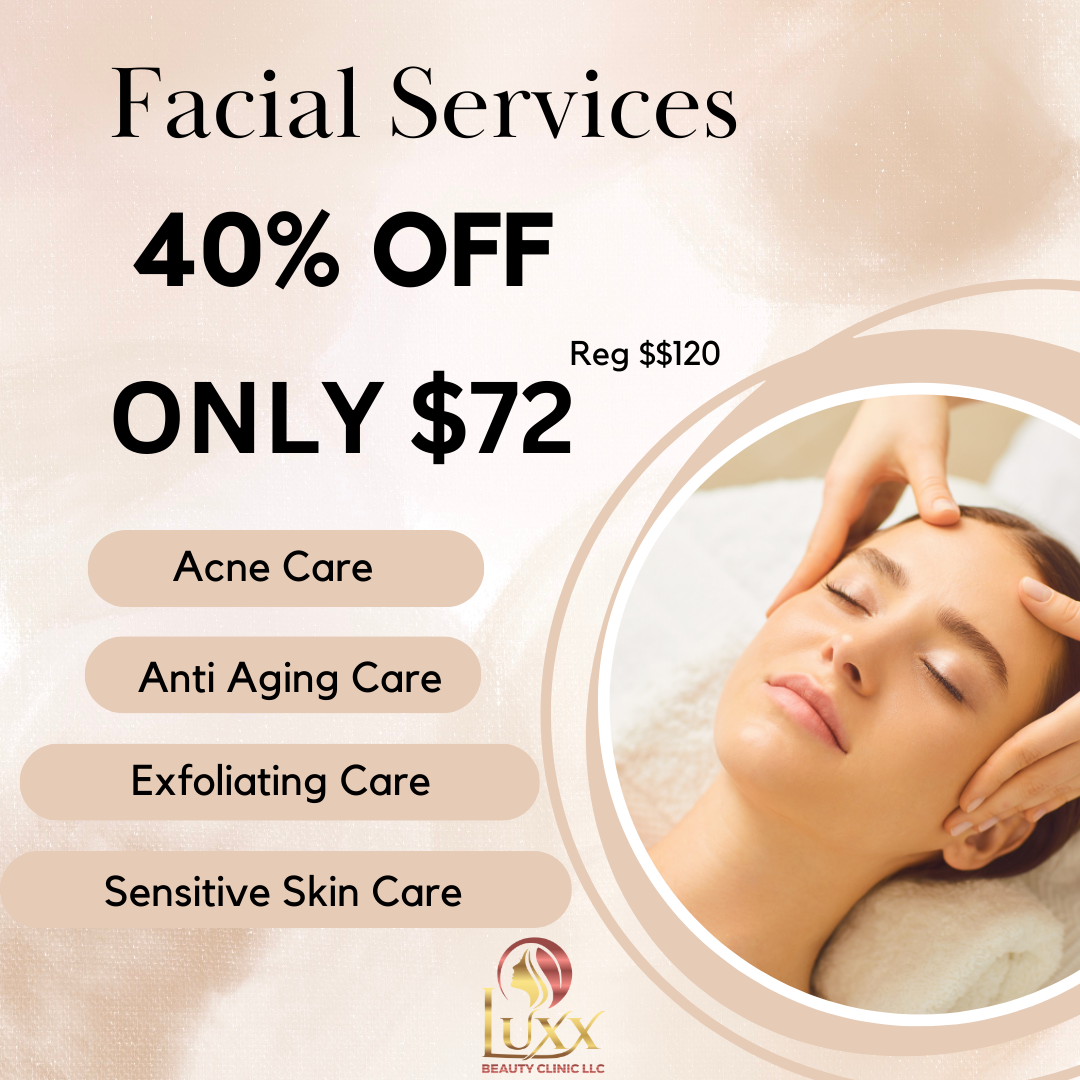 Facial Services
40% OFF
Reg $$120
ONLY $72
Acne Care
Anti Aging Care
Exfoliating Care
Sensitive Skin Care
Luxx
BEAUTY CLINIC LLC